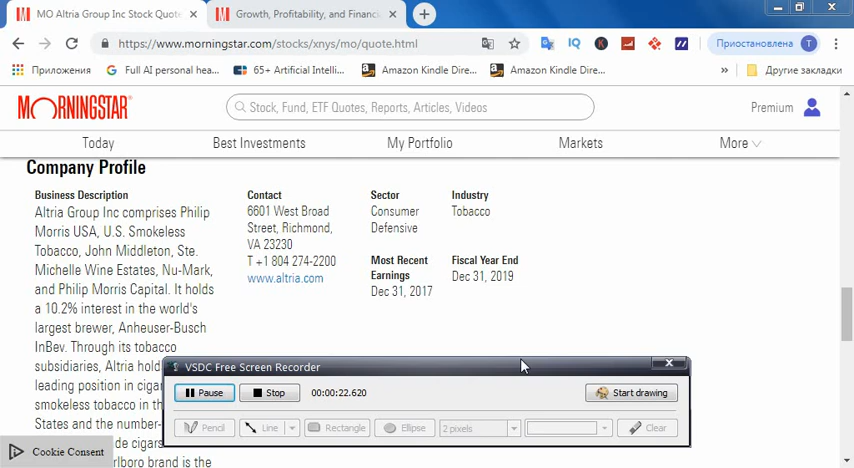 MO Altria Group Inc Stock Quote
Growth, Profitability, and Financi
https://www.morningstar.com/stocks/xnys/mo/quote.html
IQ
K
Приостановлена
T
Приложения
Full AI personal hea...
65+ Artificial Intelli...
Amazon Kindle Dire...
Amazon Kindle Dire...
»
Другие закладки
MORNINGSTAR
Stock, Fund, ETF Quotes, Reports, Articles, Videos
Premium
Today
Best Investments
My Portfolio
Markets
More
Company Profile
Business Description
Altria Group Inc comprises Philip
Morris USA, U.S. Smokeless
Tobacco, John Middleton, Ste.
Michelle Wine Estates, Nu-Mark,
and Philip Morris Capital. It holds
a 10.2% interest in the world's
largest brewer, Anheuser-Busch
InBev. Through its tobacco
subsidiaries, Altria hold
leading position in cigar
smokeless tobacco in th
States and the number-
de cigars
rlboro brand is the
Contact
6601 West Broad
Street, Richmond,
VA 23230
T +1 804 274-2200
www.altria.com
Sector
Consumer
Defensive
Industry
Tobacco
Most Recent
Earnings
Dec 31, 2017
Fiscal Year End
Dec 31, 2019
VSDC Free Screen Recorder
Pause
Stop
00:00:22.620
Start drawing
Pencil
Line
Rectangle
Ellipse
2 pixels
Clear
Cookie Consent